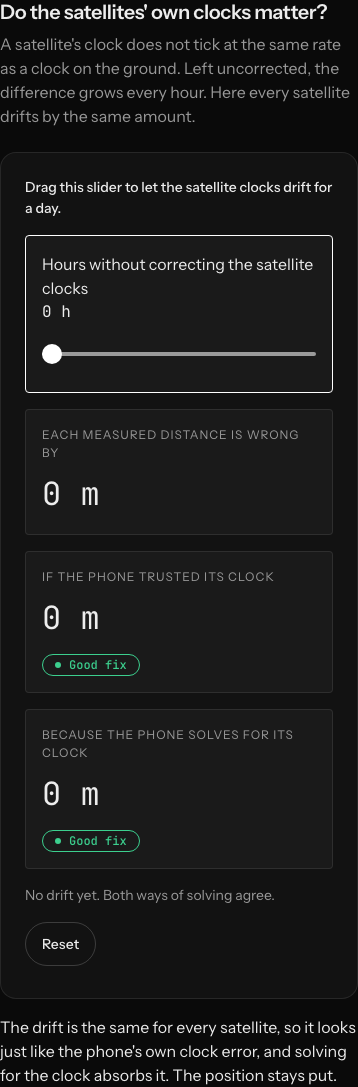 Do the satellites' own clocks matter?
A satellite's clock does not tick at the same rate
as a clock on the ground. Left uncorrected, the
difference grows every hour. Here every satellite
drifts by the same amount.
Drag this slider to let the satellite clocks drift for
a day.
Hours without correcting the satellite
clocks
0 h
EACH MEASURED DISTANCE IS WRONG
BY
0 m
IF THE PHONE TRUSTED ITS CLOCK
0 m
Good fix
BECAUSE THE PHONE SOLVES FOR ITS
CLOCK
0 m
Good fix
No drift yet. Both ways of solving agree.
Reset
The drift is the same for every satellite, so it looks
just like the phone's own clock error, and solving
for the clock absorbs it. The position stays put.